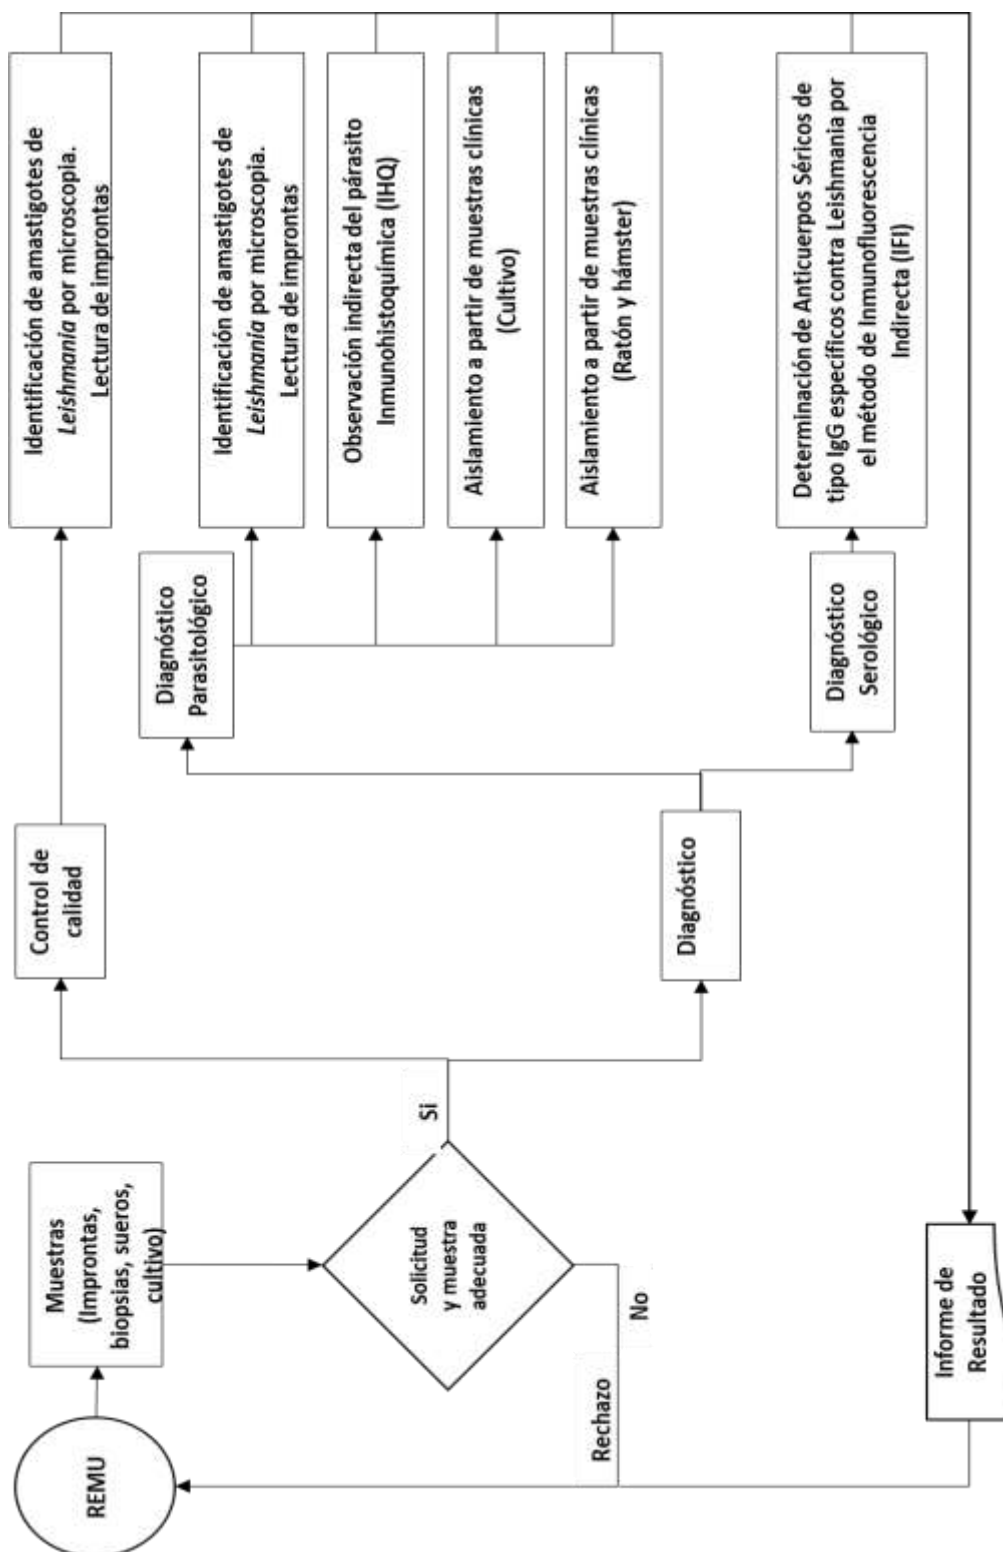 REMU
Muestras
(Improntas,
biopsias, sueros,
cultivo)
Solicitud
y muestra
adecuada
Si
No
Rechazo
Control de
calidad
Diagnóstico
Diagnóstico
Parasitológico
Diagnóstico
Serológico
Identificación de amastigotes de
Leishmania por microscopia.
Lectura de improntas
Identificación de amastigotes de
Leishmania por microscopia.
Lectura de improntas
Observación indirecta del párasito
Inmunohistoquímica (IHQ)
Aislamiento a partir de muestras clínicas
(Cultivo)
Aislamiento a partir de muestras clínicas
(Ratón y hámster)
Determinación de Anticuerpos Séricos de
tipo IgG específicos contra Leishmania por
el método de Inmunofluorescencia
Indirecta (IFI)
Informe de
Resultado